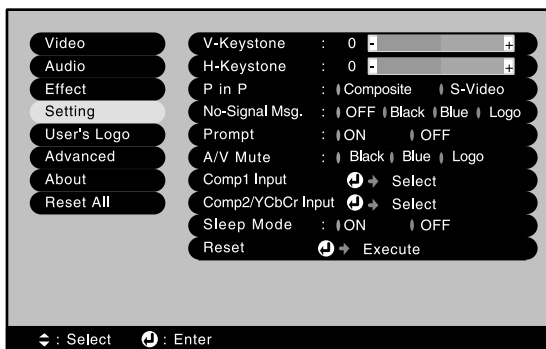 Video
Audio
Effect
Setting
User's Logo
Advanced
About
Reset All
V-Keystone : 0 - +
H-Keystone : 0 - +
P in P : Composite S-Video
No-Signal Msg. : OFF Black Blue Logo
Prompt : ON OFF
A/V Mute : Black Blue Logo
Comp1 Input Select
Comp2/YCbCr Input Select
Sleep Mode : ON OFF
Reset Execute
: Select : Enter